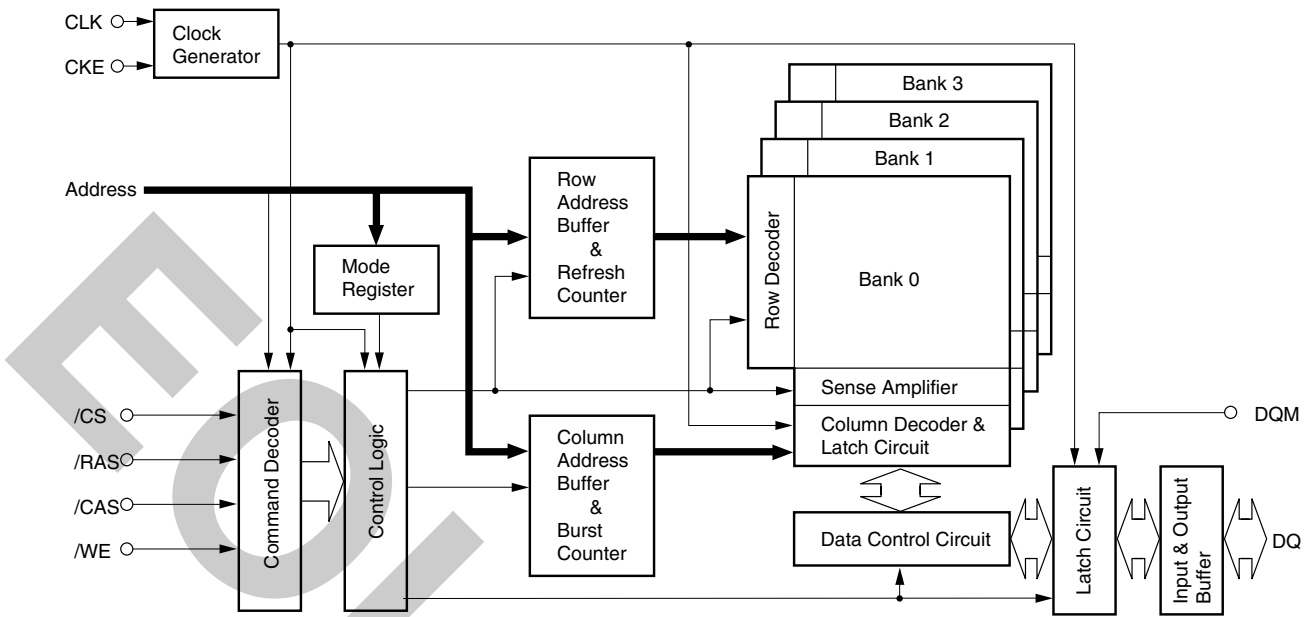 CLK
CKE
Clock
Generator
Bank 3
Bank 2
Bank 1
Address
Row
Address
Buffer
&
Refresh
Counter
Row Decoder
Bank 0
Mode
Register
Sense Amplifier
Column Decoder &
Latch Circuit
/CS
/RAS
/CAS
/WE
Command Decoder
Control Logic
Column
Address
Buffer
&
Burst
Counter
Data Control Circuit
Latch Circuit
Input & Output
Buffer
DQM
DQ
EO